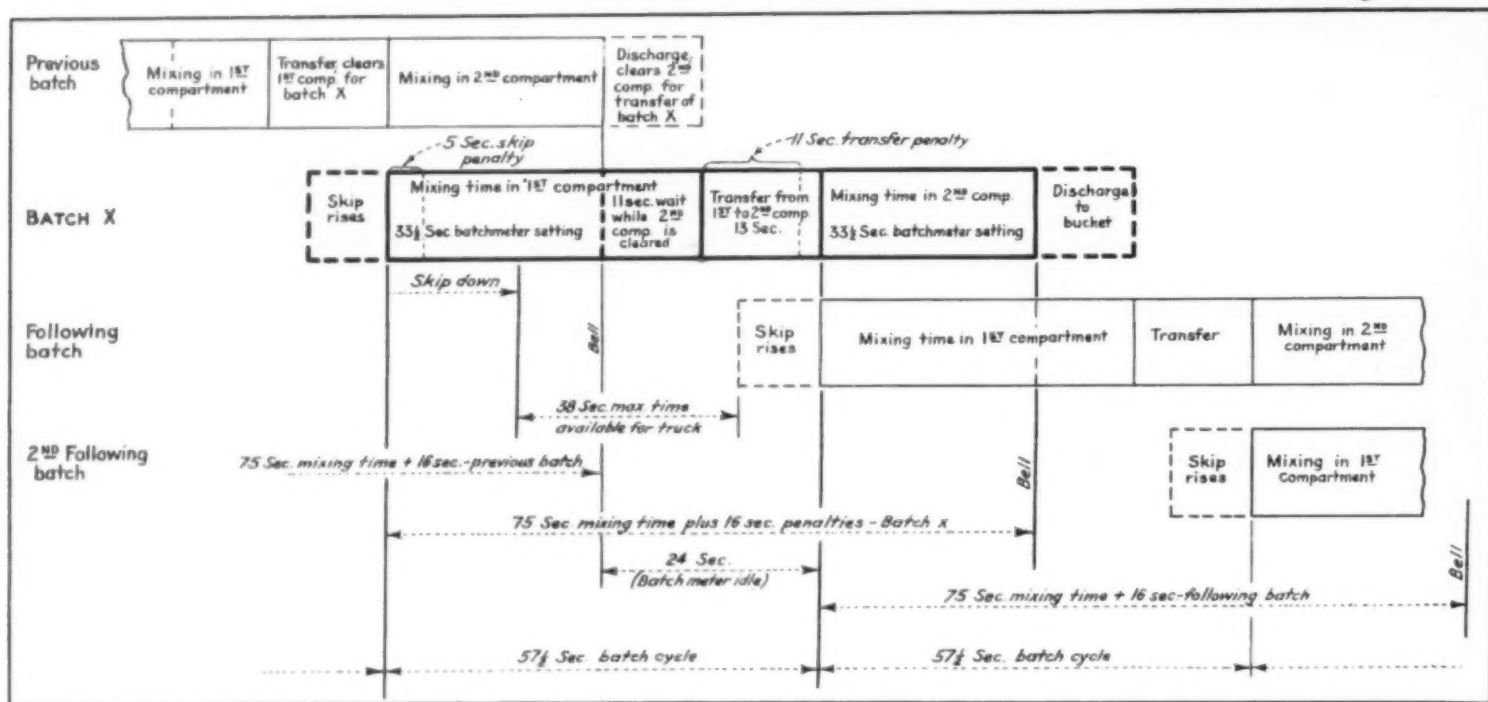 Previous
batch
Mixing in 1ST
compartment
Transfer clears
1ST comp. for
batch X
Mixing in 2ND compartment
Discharge
clears 2ND
comp. for
transfer of
batch X
5 Sec. skip
penalty
11 Sec. transfer penalty
BATCH X
Skip
rises
Mixing time in 1ST compartment
33½ Sec. batchmeter setting
11 sec. wait
while 2ND
comp. is
cleared
Transfer from
1ST to 2ND comp.
13 Sec.
Mixing time in 2ND comp.
33½ Sec. batchmeter setting
Discharge
to
bucket
Skip down
Bell
Following
batch
Skip
rises
Mixing time in 1ST compartment
Transfer
Mixing in 2ND
compartment
38 Sec. max. time
available for truck
2ND Following
batch
75 Sec. mixing time + 16 sec.-previous batch
Bell
Skip
rises
Mixing in 1ST
compartment
75 Sec. mixing time plus 16 sec. penalties - Batch x
24 Sec.
(Batch meter idle)
Bell
75 Sec. mixing time + 16 sec-following batch
57½ Sec. batch cycle
57½ Sec. batch cycle